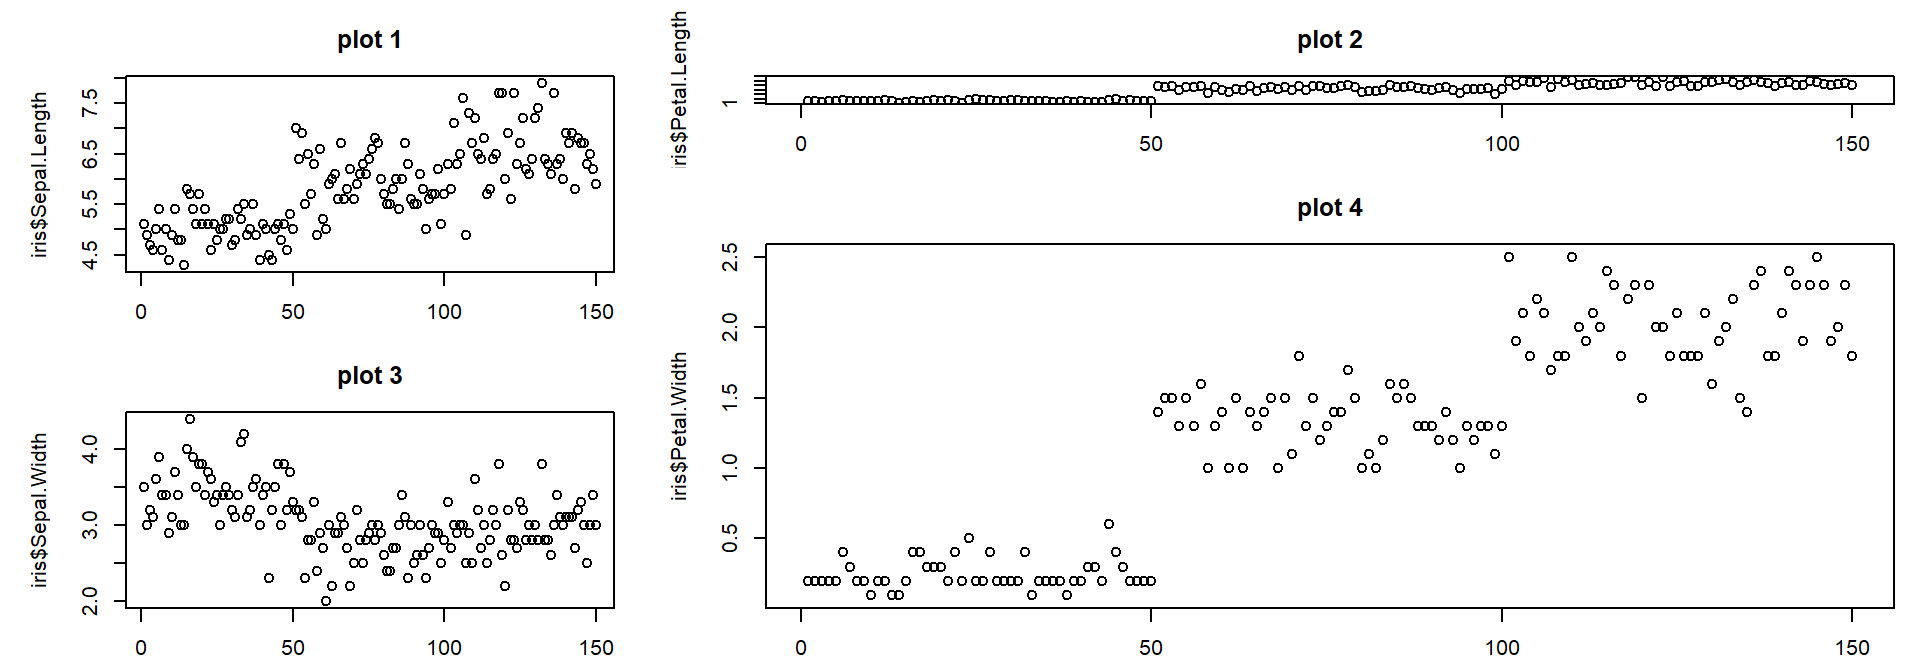 plot 1
iris$Sepal.Length
4.5 5.5 6.5 7.5
0 50 100 150
plot 2
iris$Petal.Length
1
0 50 100 150
plot 3
iris$Sepal.Width
2.0 3.0 4.0
0 50 100 150
plot 4
iris$Petal.Width
0.5 1.0 1.5 2.0 2.5
0 50 100 150